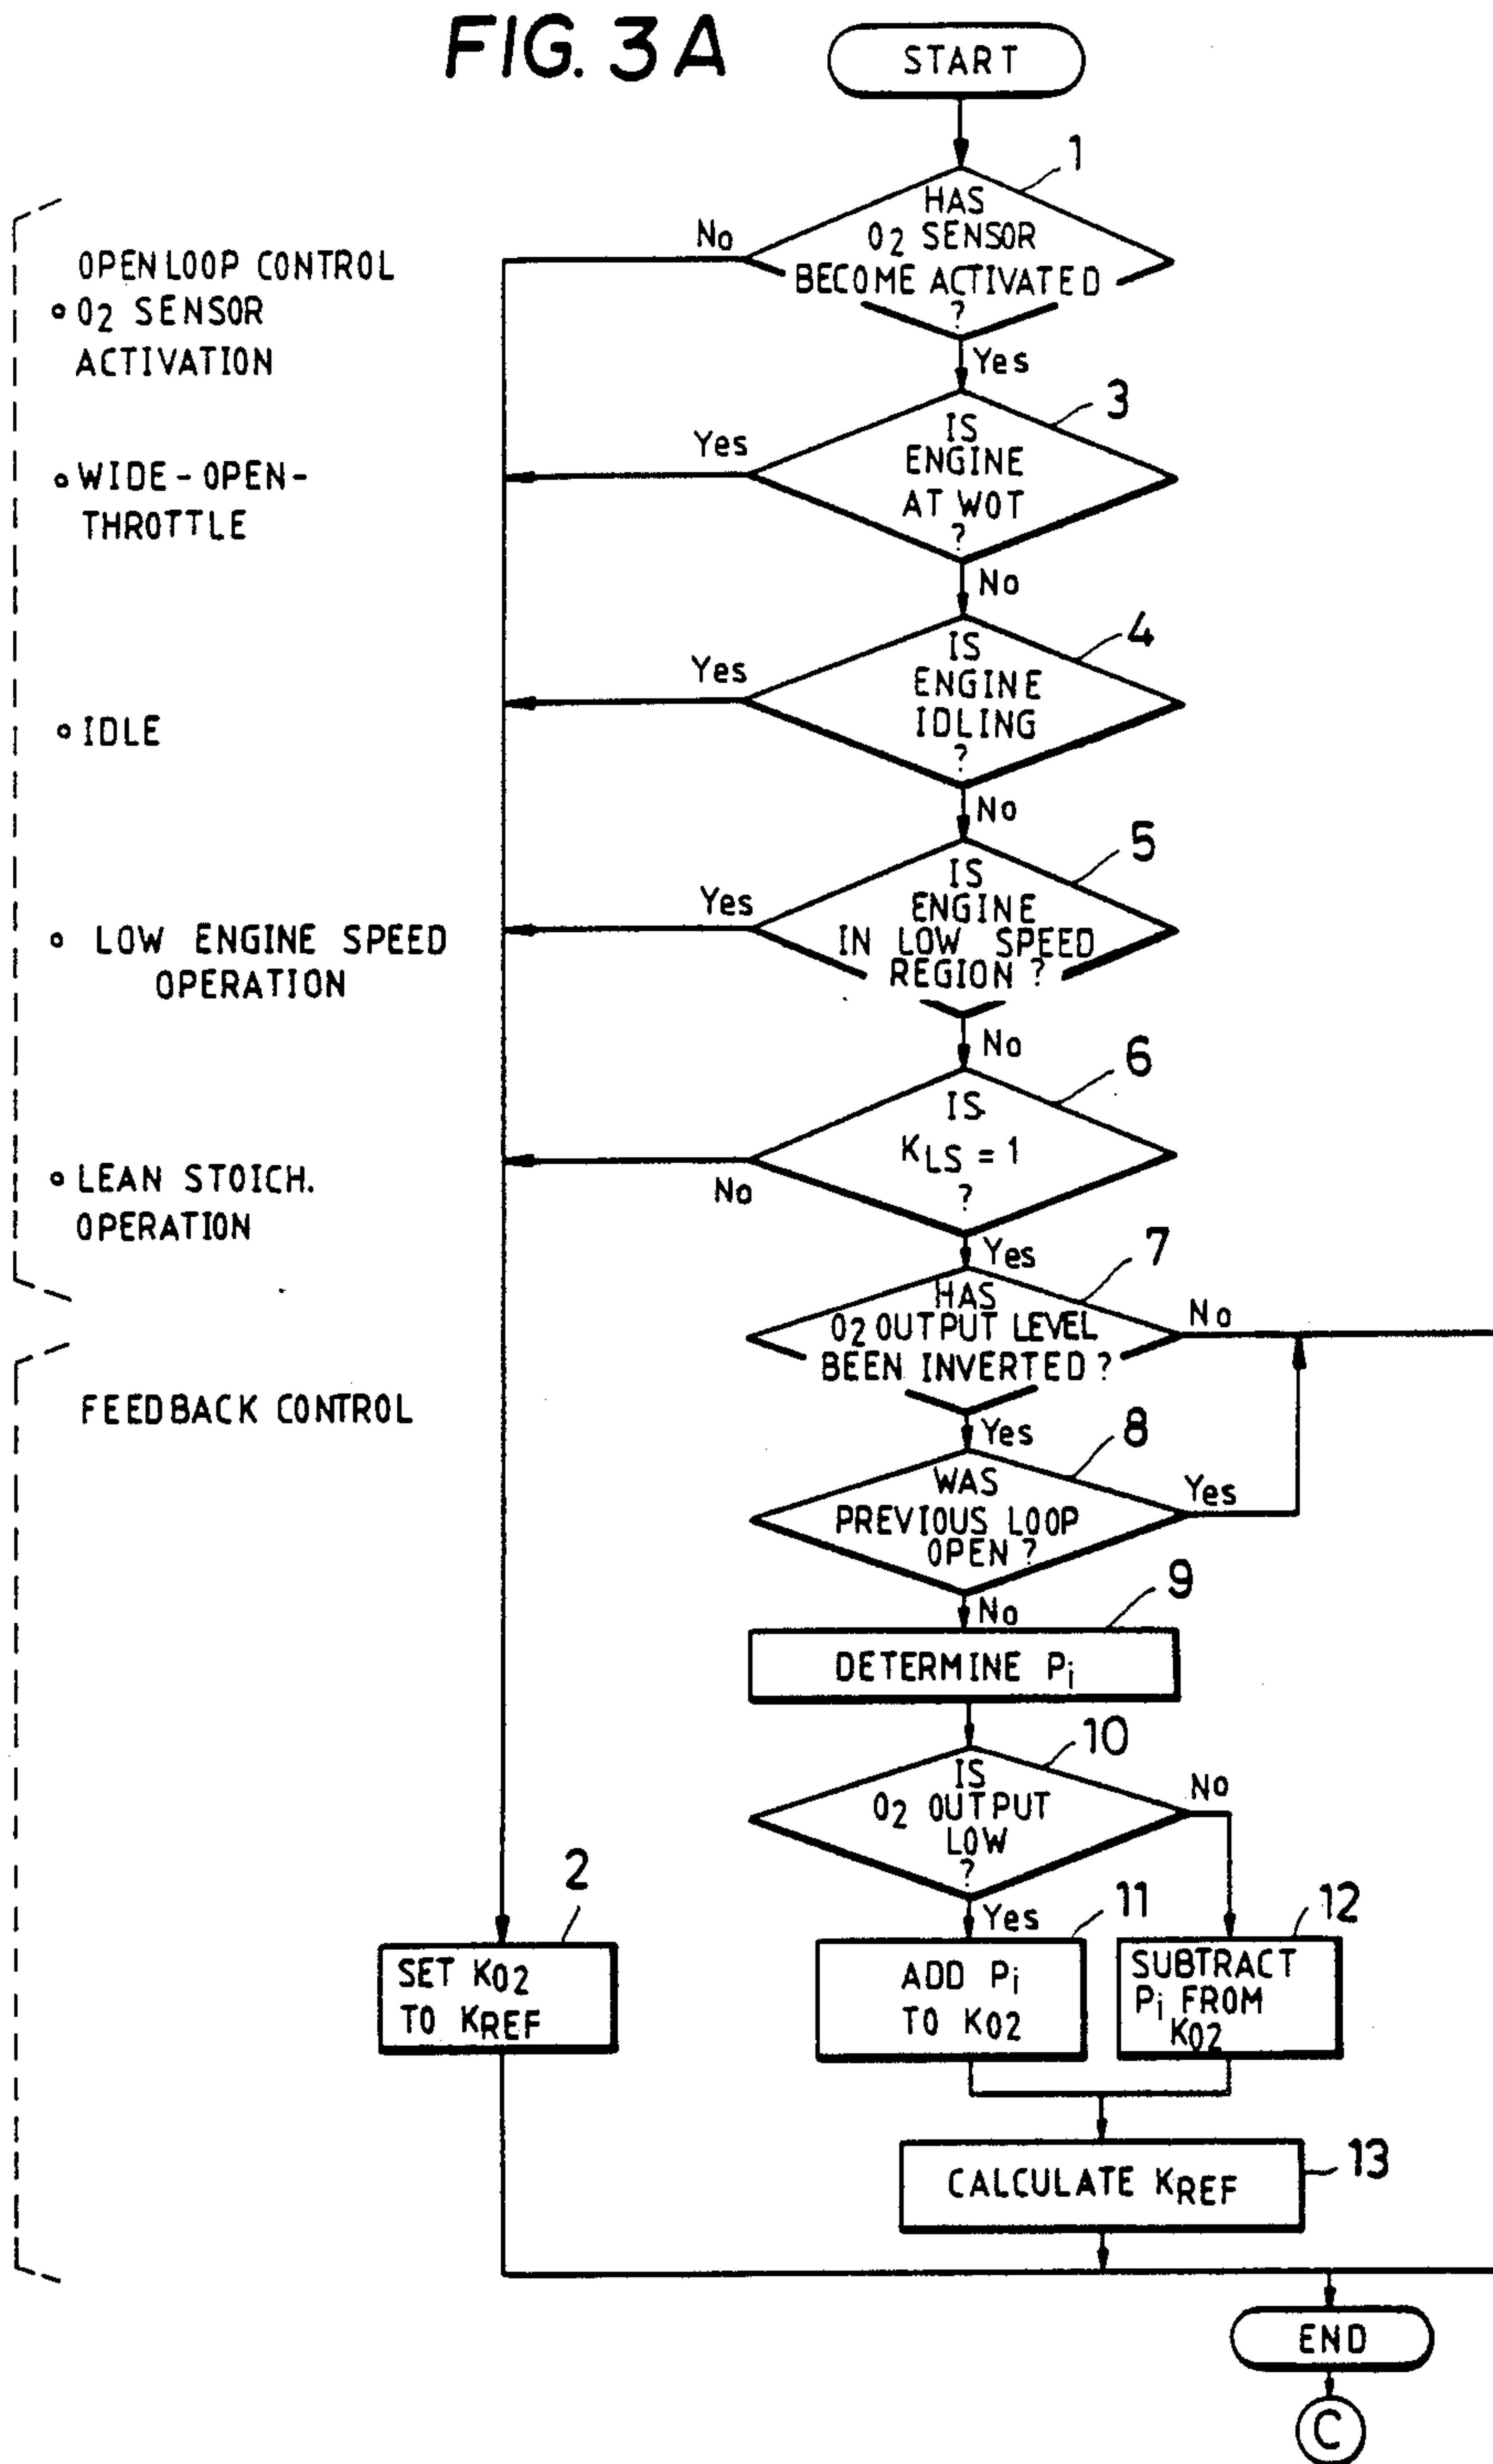 FIG. 3A
START
1
HAS
O2 SENSOR
BECOME ACTIVATED
?
No
Yes
OPEN LOOP CONTROL
O2 SENSOR
ACTIVATION
3
IS
ENGINE
AT WOT
?
Yes
No
WIDE-OPEN-
THROTTLE
4
IS
ENGINE
IDLING
?
Yes
No
IDLE
5
IS
ENGINE
IN LOW SPEED
REGION ?
Yes
No
LOW ENGINE SPEED
OPERATION
6
IS
KLS = 1
?
No
Yes
LEAN STOICH.
OPERATION
7
HAS
O2 OUTPUT LEVEL
BEEN INVERTED ?
No
Yes
FEEDBACK CONTROL
8
WAS
PREVIOUS LOOP
OPEN ?
Yes
No
9
DETERMINE Pi
10
IS
O2 OUTPUT
LOW
?
No
Yes
2
SET KO2
TO KREF
11
ADD Pi
TO KO2
12
SUBTRACT
Pi FROM
KO2
13
CALCULATE KREF
END
C